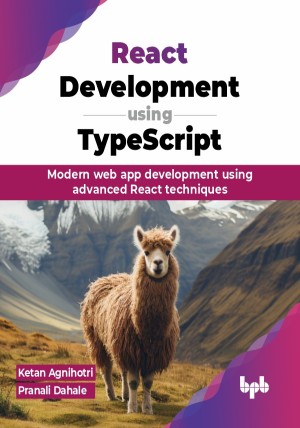 React
Development
using
TypeScript
Modern web app development using
advanced React techniques
Ketan Agnihotri
Pranali Dahale
bpb